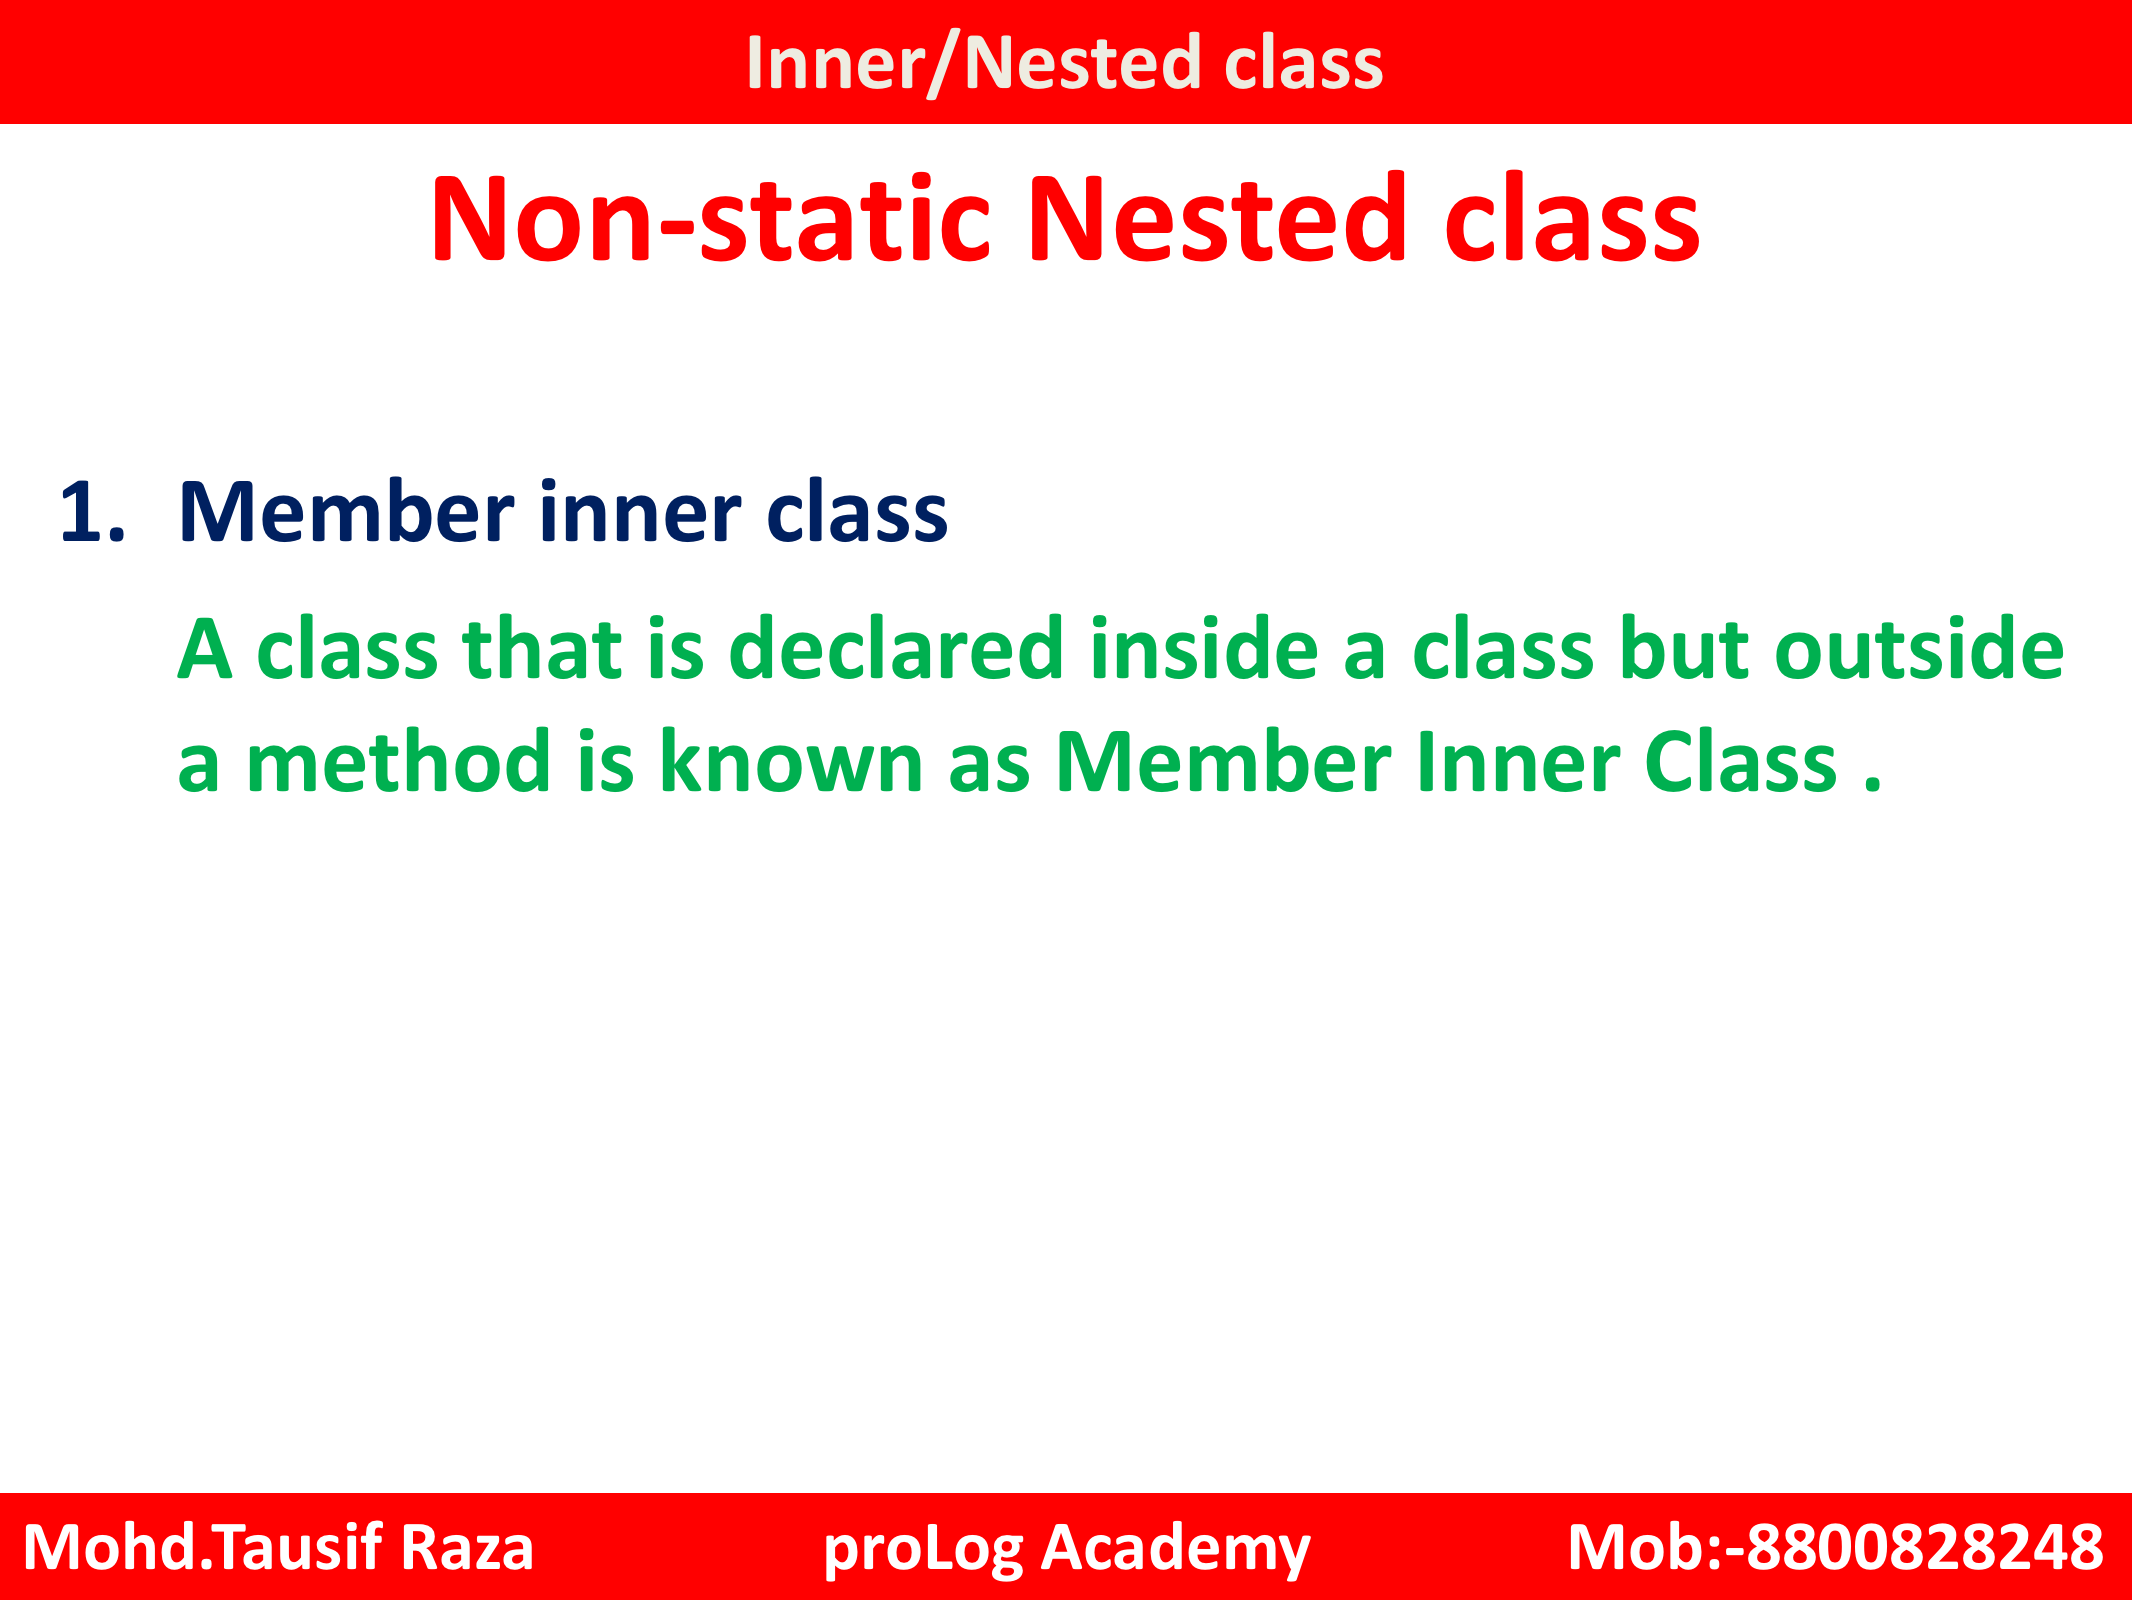 Inner/Nested class
Non-static Nested class
1. Member inner class
A class that is declared inside a class but outside
a method is known as Member Inner Class .
Mohd.Tausif Raza proLog Academy Mob:-8800828248